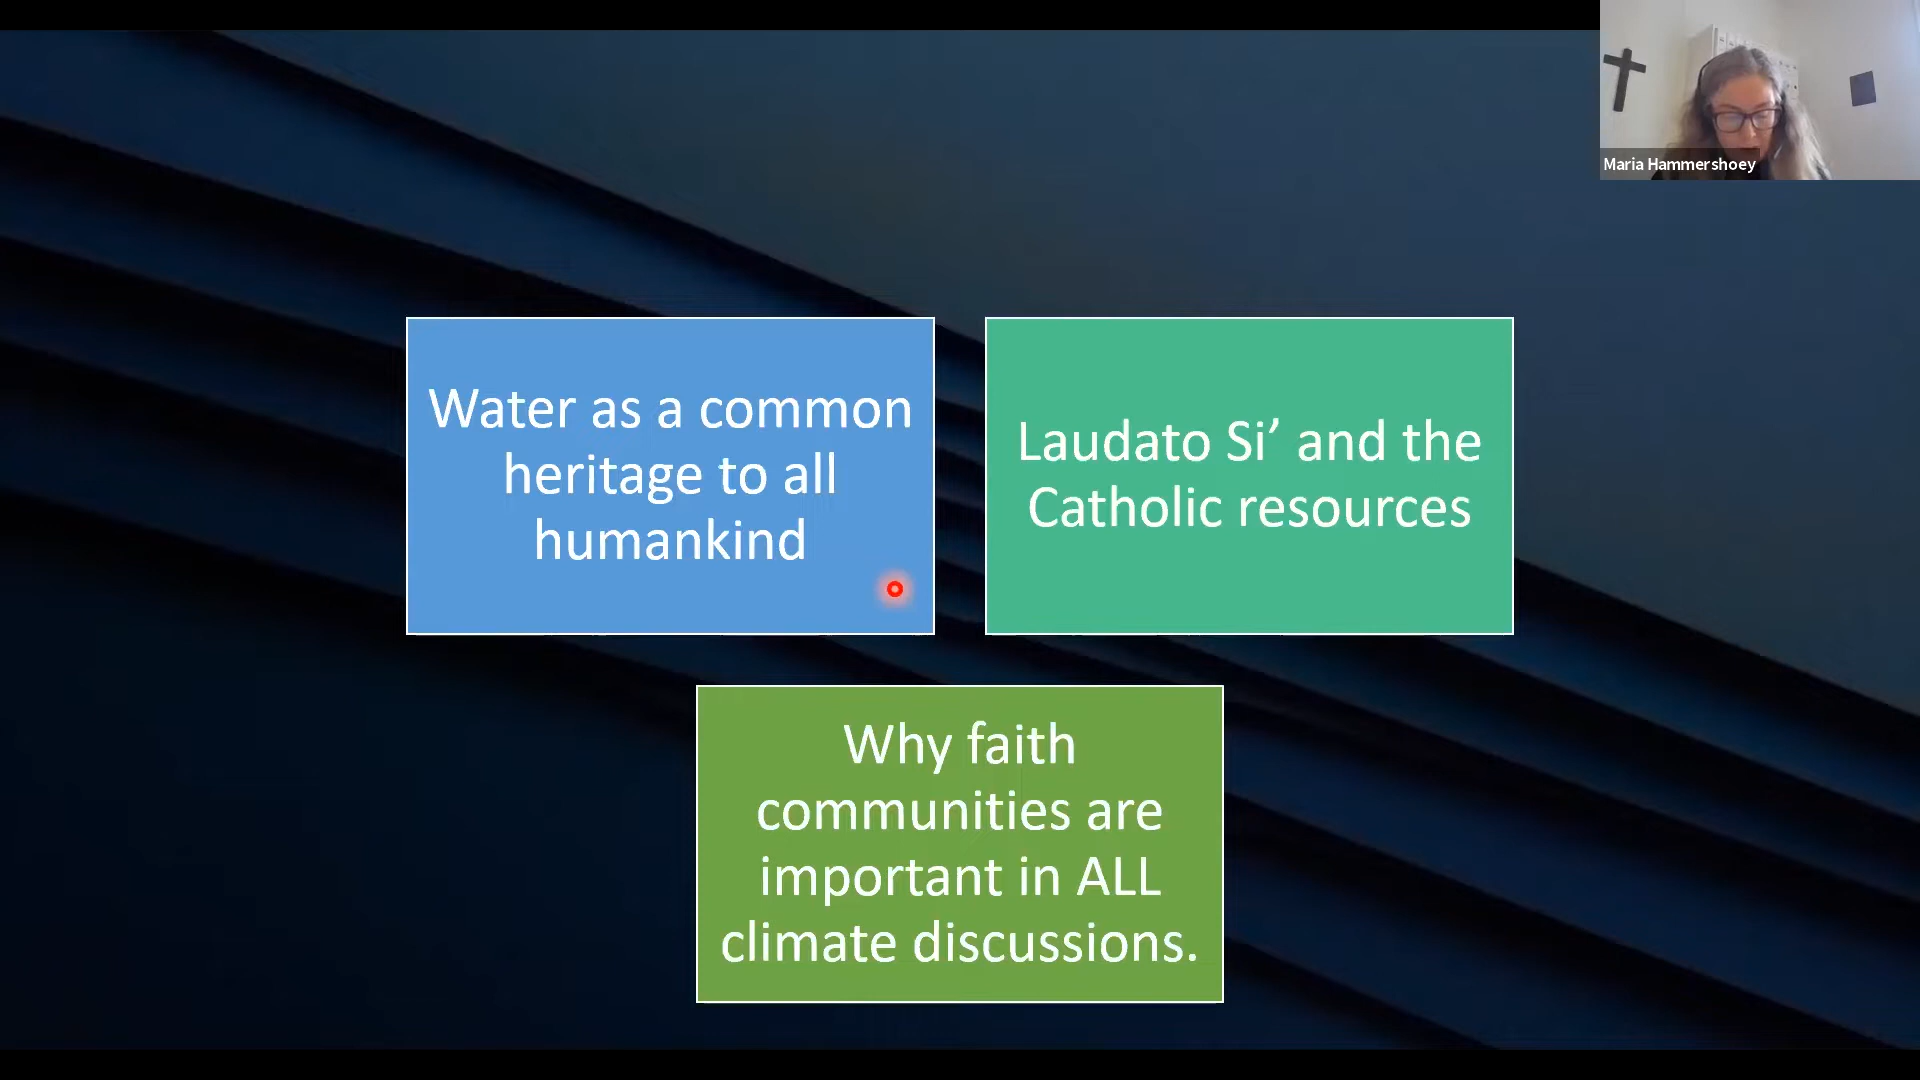 Maria Hammershoey
Water as a common
heritage to all
humankind
Laudato Si’ and the
Catholic resources
Why faith
communities are
important in ALL
climate discussions.